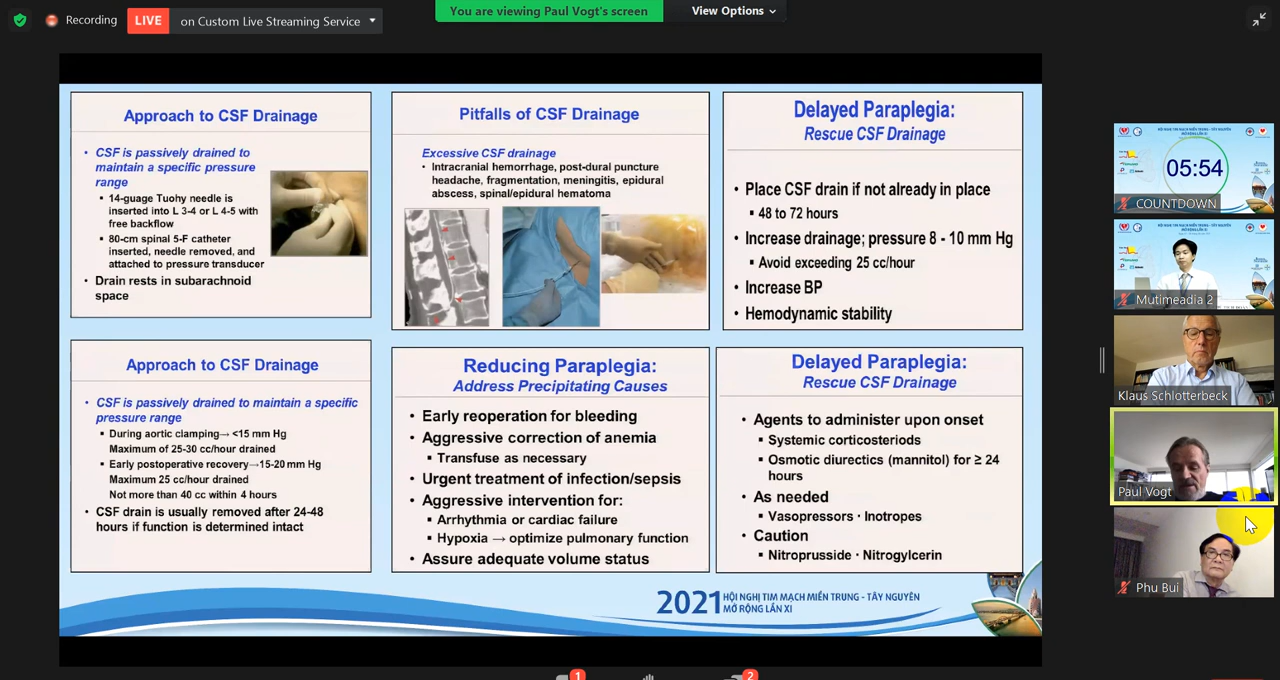 Recording
LIVE
on Custom Live Streaming Service
You are viewing Paul Vogt's screen
View Options
Approach to CSF Drainage
• CSF is passively drained to
maintain a specific pressure
range
▪ 14-guage Tuohy needle is
inserted into L 3-4 or L 4-5 with
free backflow
▪ 80-cm spinal 5-F catheter
inserted, needle removed, and
attached to pressure transducer
• Drain rests in subarachnoid
space
Pitfalls of CSF Drainage
Excessive CSF drainage
• Intracranial hemorrhage, post-dural puncture
headache, fragmentation, meningitis, epidural
abscess, spinal/epidural hematoma
Delayed Paraplegia:
Rescue CSF Drainage
• Place CSF drain if not already in place
▪ 48 to 72 hours
• Increase drainage; pressure 8 - 10 mm Hg
▪ Avoid exceeding 25 cc/hour
• Increase BP
• Hemodynamic stability
Approach to CSF Drainage
• CSF is passively drained to maintain a specific
pressure range
▪ During aortic clamping→ <15 mm Hg
Maximum of 25-30 cc/hour drained
▪ Early postoperative recovery→15-20 mm Hg
Maximum 25 cc/hour drained
Not more than 40 cc within 4 hours
• CSF drain is usually removed after 24-48
hours if function is determined intact
Reducing Paraplegia:
Address Precipitating Causes
• Early reoperation for bleeding
• Aggressive correction of anemia
▪ Transfuse as necessary
• Urgent treatment of infection/sepsis
• Aggressive intervention for:
▪ Arrhythmia or cardiac failure
▪ Hypoxia → optimize pulmonary function
• Assure adequate volume status
Delayed Paraplegia:
Rescue CSF Drainage
• Agents to administer upon onset
▪ Systemic corticosteriods
▪ Osmotic diurectics (mannitol) for ≥ 24
hours
• As needed
▪ Vasopressors · Inotropes
• Caution
▪ Nitroprusside · Nitrogylcerin
2021 HỘI NGHỊ TIM MẠCH MIỀN TRUNG - TÂY NGUYÊN
MỞ RỘNG LẦN XI
05:54
COUNTDOWN
Mutimeadia 2
Klaus Schlotterbeck
Paul Vogt
Phu Bui
1
2